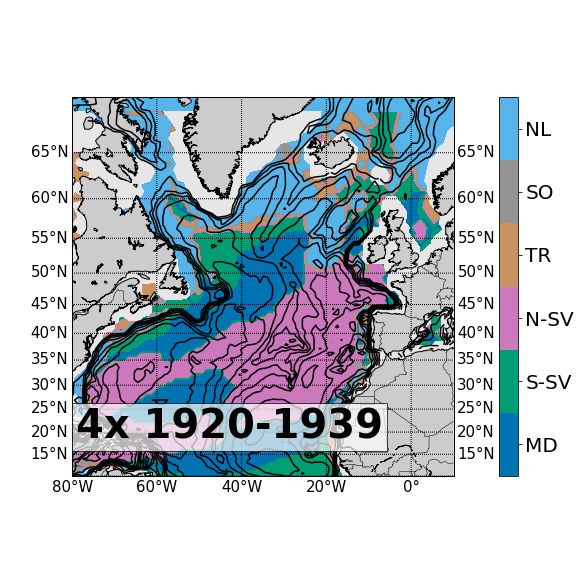 65°N 65°N
60°N 60°N
55°N 55°N
50°N 50°N
45°N 45°N
40°N 40°N
35°N 35°N
30°N 30°N
25°N 25°N
20°N 20°N
15°N 15°N
4x 1920-1939
80°W 60°W 40°W 20°W 0°
NL
SO
TR
N-SV
S-SV
MD